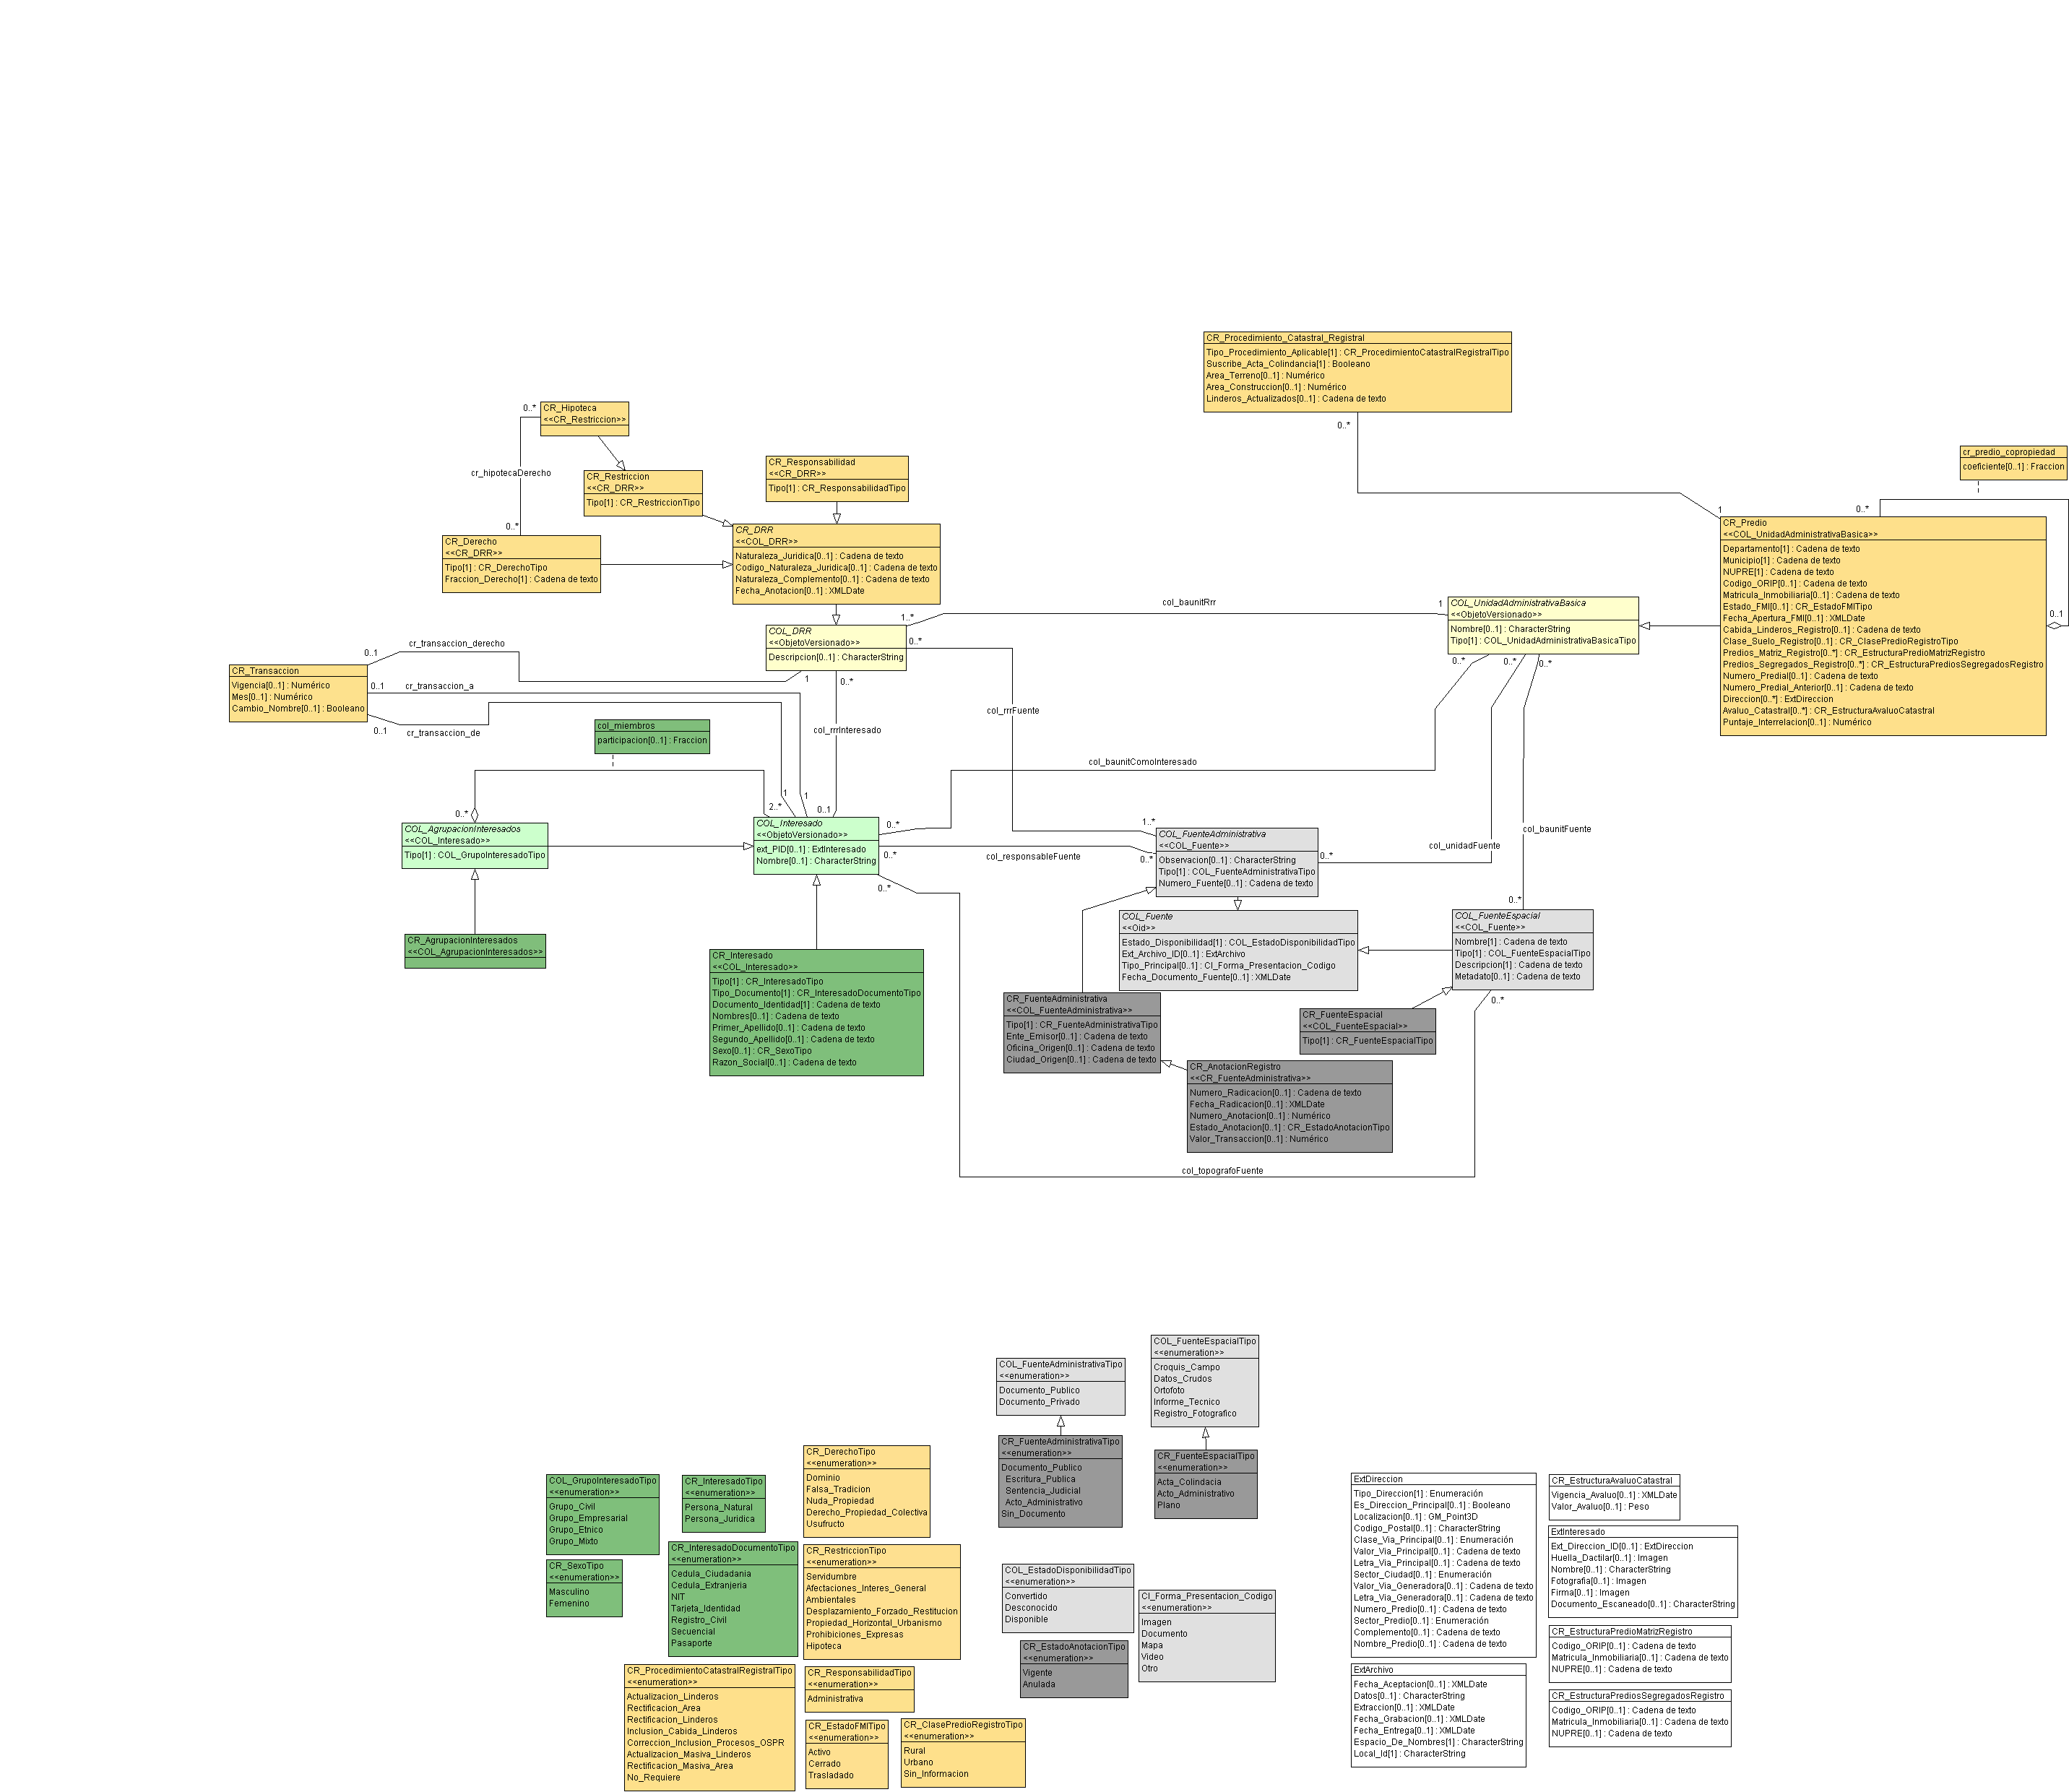 CR_Procedimiento_Catastral_Registral
Tipo_Procedimiento_Aplicable[1] : CR_ProcedimientoCatastralRegistralTipo
Suscribe_Acta_Colindancia[1] : Booleano
Area_Terreno[0..1] : Numérico
Area_Construccion[0..1] : Numérico
Linderos_Actualizados[0..1] : Cadena de texto
0..*
1
0..*
CR_Hipoteca
<<CR_Restriccion>>
cr_hipotecaDerecho
0..*
CR_Restriccion
<<CR_DRR>>
Tipo[1] : CR_RestriccionTipo
CR_Responsabilidad
<<CR_DRR>>
Tipo[1] : CR_ResponsabilidadTipo
CR_DRR
<<COL_DRR>>
Naturaleza_Juridica[0..1] : Cadena de texto
Codigo_Naturaleza_Juridica[0..1] : Cadena de texto
Naturaleza_Complemento[0..1] : Cadena de texto
Fecha_Anotacion[0..1] : XMLDate
CR_Derecho
<<CR_DRR>>
Tipo[1] : CR_DerechoTipo
Fraccion_Derecho[1] : Cadena de texto
cr_predio_copropiedad
coeficiente[0..1] : Fraccion
0..*
0..1
CR_Predio
<<COL_UnidadAdministrativaBasica>>
Departamento[1] : Cadena de texto
Municipio[1] : Cadena de texto
NUPRE[1] : Cadena de texto
Codigo_ORIP[0..1] : Cadena de texto
Matricula_Inmobiliaria[0..1] : Cadena de texto
Estado_FMI[0..1] : CR_EstadoFMITipo
Fecha_Apertura_FMI[0..1] : XMLDate
Cabida_Linderos_Registro[0..1] : Cadena de texto
Clase_Suelo_Registro[0..1] : CR_ClasePredioRegistroTipo
Predios_Matriz_Registro[0..*] : CR_EstructuraPredioMatrizRegistro
Predios_Segregados_Registro[0..*] : CR_EstructuraPrediosSegregadosRegistro
Numero_Predial[0..1] : Cadena de texto
Numero_Predial_Anterior[0..1] : Cadena de texto
Direccion[0..*] : ExtDireccion
Avaluo_Catastral[0..*] : CR_EstructuraAvaluoCatastral
Puntaje_Interrelacion[0..1] : Numérico
COL_UnidadAdministrativaBasica
<<ObjetoVersionado>>
Nombre[0..1] : CharacterString
Tipo[1] : COL_UnidadAdministrativaBasicaTipo
1..*
col_baunitRrr
1
COL_DRR
<<ObjetoVersionado>>
Descripcion[0..1] : CharacterString
0..*
0..1
cr_transaccion_derecho
1
CR_Transaccion
Vigencia[0..1] : Numérico
Mes[0..1] : Numérico
Cambio_Nombre[0..1] : Booleano
0..1
cr_transaccion_a
1
0..1
cr_transaccion_de
1
0..*
col_rrrInteresado
0..1
col_rrrFuente
1..*
col_miembros
participacion[0..1] : Fraccion
0..*
2..*
0..*
0..*
0..*
col_baunitComoInteresado
0..*
COL_AgrupacionInteresados
<<COL_Interesado>>
Tipo[1] : COL_GrupoInteresadoTipo
COL_Interesado
<<ObjetoVersionado>>
ext_PID[0..1] : ExtInteresado
Nombre[0..1] : CharacterString
0..*
col_responsableFuente
0..*
COL_FuenteAdministrativa
<<COL_Fuente>>
Observacion[0..1] : CharacterString
Tipo[1] : COL_FuenteAdministrativaTipo
Numero_Fuente[0..1] : Cadena de texto
0..*
col_unidadFuente
col_baunitFuente
0..*
0..*
COL_Fuente
<<Oid>>
Estado_Disponibilidad[1] : COL_EstadoDisponibilidadTipo
Ext_Archivo_ID[0..1] : ExtArchivo
Tipo_Principal[0..1] : CI_Forma_Presentacion_Codigo
Fecha_Documento_Fuente[0..1] : XMLDate
COL_FuenteEspacial
<<COL_Fuente>>
Nombre[1] : Cadena de texto
Tipo[1] : COL_FuenteEspacialTipo
Descripcion[1] : Cadena de texto
Metadato[0..1] : Cadena de texto
0..*
CR_AgrupacionInteresados
<<COL_AgrupacionInteresados>>
CR_Interesado
<<COL_Interesado>>
Tipo[1] : CR_InteresadoTipo
Tipo_Documento[1] : CR_InteresadoDocumentoTipo
Documento_Identidad[1] : Cadena de texto
Nombres[0..1] : Cadena de texto
Primer_Apellido[0..1] : Cadena de texto
Segundo_Apellido[0..1] : Cadena de texto
Sexo[0..1] : CR_SexoTipo
Razon_Social[0..1] : Cadena de texto
CR_FuenteAdministrativa
<<COL_FuenteAdministrativa>>
Tipo[1] : CR_FuenteAdministrativaTipo
Ente_Emisor[0..1] : Cadena de texto
Oficina_Origen[0..1] : Cadena de texto
Ciudad_Origen[0..1] : Cadena de texto
CR_FuenteEspacial
<<COL_FuenteEspacial>>
Tipo[1] : CR_FuenteEspacialTipo
CR_AnotacionRegistro
<<CR_FuenteAdministrativa>>
Numero_Radicacion[0..1] : Cadena de texto
Fecha_Radicacion[0..1] : XMLDate
Numero_Anotacion[0..1] : Numérico
Estado_Anotacion[0..1] : CR_EstadoAnotacionTipo
Valor_Transaccion[0..1] : Numérico
col_topografoFuente
COL_FuenteAdministrativaTipo
<<enumeration>>
Documento_Publico
Documento_Privado
COL_FuenteEspacialTipo
<<enumeration>>
Croquis_Campo
Datos_Crudos
Ortofoto
Informe_Tecnico
Registro_Fotografico
CR_FuenteAdministrativaTipo
<<enumeration>>
Documento_Publico
Escritura_Publica
Sentencia_Judicial
Acto_Administrativo
Sin_Documento
CR_FuenteEspacialTipo
<<enumeration>>
Acta_Colindacia
Acto_Administrativo
Plano
CR_DerechoTipo
<<enumeration>>
Dominio
Falsa_Tradicion
Nuda_Propiedad
Derecho_Propiedad_Colectiva
Usufructo
COL_GrupoInteresadoTipo
<<enumeration>>
Grupo_Civil
Grupo_Empresarial
Grupo_Etnico
Grupo_Mixto
CR_InteresadoTipo
<<enumeration>>
Persona_Natural
Persona_Juridica
CR_SexoTipo
<<enumeration>>
Masculino
Femenino
CR_InteresadoDocumentoTipo
<<enumeration>>
Cedula_Ciudadania
Cedula_Extranjeria
NIT
Tarjeta_Identidad
Registro_Civil
Secuencial
Pasaporte
CR_RestriccionTipo
<<enumeration>>
Servidumbre
Afectaciones_Interes_General
Ambientales
Desplazamiento_Forzado_Restitucion
Propiedad_Horizontal_Urbanismo
Prohibiciones_Expresas
Hipoteca
COL_EstadoDisponibilidadTipo
<<enumeration>>
Convertido
Desconocido
Disponible
CI_Forma_Presentacion_Codigo
<<enumeration>>
Imagen
Documento
Mapa
Video
Otro
CR_EstadoAnotacionTipo
<<enumeration>>
Vigente
Anulada
CR_ProcedimientoCatastralRegistralTipo
<<enumeration>>
Actualizacion_Linderos
Rectificacion_Area
Rectificacion_Linderos
Inclusion_Cabida_Linderos
Correccion_Inclusion_Procesos_OSPR
Actualizacion_Masiva_Linderos
Rectificacion_Masiva_Area
No_Requiere
CR_ResponsabilidadTipo
<<enumeration>>
Administrativa
CR_EstadoFMITipo
<<enumeration>>
Activo
Cerrado
Trasladado
CR_ClasePredioRegistroTipo
<<enumeration>>
Rural
Urbano
Sin_Informacion
ExtDireccion
Tipo_Direccion[1] : Enumeración
Es_Direccion_Principal[0..1] : Booleano
Localizacion[0..1] : GM_Point3D
Codigo_Postal[0..1] : CharacterString
Clase_Via_Principal[0..1] : Enumeración
Valor_Via_Principal[0..1] : Cadena de texto
Letra_Via_Principal[0..1] : Cadena de texto
Sector_Ciudad[0..1] : Enumeración
Valor_Via_Generadora[0..1] : Cadena de texto
Letra_Via_Generadora[0..1] : Cadena de texto
Numero_Predio[0..1] : Cadena de texto
Sector_Predio[0..1] : Enumeración
Complemento[0..1] : Cadena de texto
Nombre_Predio[0..1] : Cadena de texto
ExtArchivo
Fecha_Aceptacion[0..1] : XMLDate
Datos[0..1] : CharacterString
Extraccion[0..1] : XMLDate
Fecha_Grabacion[0..1] : XMLDate
Fecha_Entrega[0..1] : XMLDate
Espacio_De_Nombres[1] : CharacterString
Local_Id[1] : CharacterString
CR_EstructuraAvaluoCatastral
Vigencia_Avaluo[0..1] : XMLDate
Valor_Avaluo[0..1] : Peso
ExtInteresado
Ext_Direccion_ID[0..1] : ExtDireccion
Huella_Dactilar[0..1] : Imagen
Nombre[0..1] : CharacterString
Fotografia[0..1] : Imagen
Firma[0..1] : Imagen
Documento_Escaneado[0..1] : CharacterString
CR_EstructuraPredioMatrizRegistro
Codigo_ORIP[0..1] : Cadena de texto
Matricula_Inmobiliaria[0..1] : Cadena de texto
NUPRE[0..1] : Cadena de texto
CR_EstructuraPrediosSegregadosRegistro
Codigo_ORIP[0..1] : Cadena de texto
Matricula_Inmobiliaria[0..1] : Cadena de texto
NUPRE[0..1] : Cadena de texto